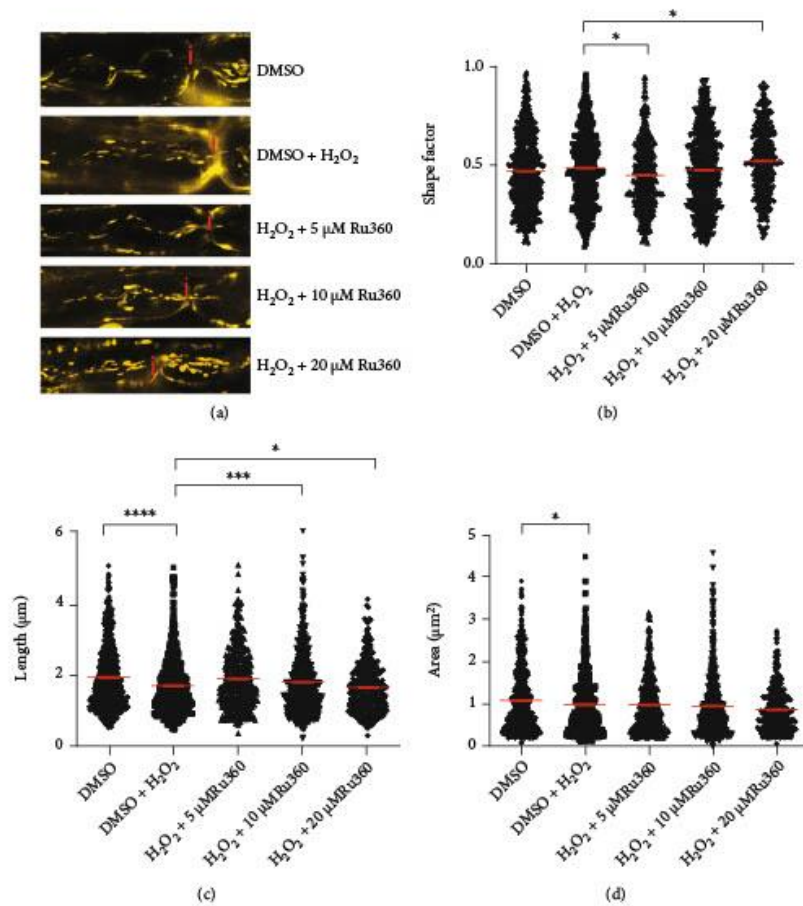 DMSO
DMSO + H₂O₂
H₂O₂ + 5 μM Ru360
H₂O₂ + 10 μM Ru360
H₂O₂ + 20 μM Ru360
(a)
*
*
1.0
0.5
0.0
Shape factor
DMSO
DMSO + H₂O₂
H₂O₂ + 5 μMRu360
H₂O₂ + 10 μMRu360
H₂O₂ + 20 μMRu360
(b)
*
***
****
6
4
2
0
Length (μm)
DMSO
DMSO + H₂O₂
H₂O₂ + 5 μMRu360
H₂O₂ + 10 μMRu360
H₂O₂ + 20 μMRu360
(c)
*
5
4
3
2
1
0
Area (μm²)
DMSO
DMSO + H₂O₂
H₂O₂ + 5 μMRu360
H₂O₂ + 10 μMRu360
H₂O₂ + 20 μMRu360
(d)